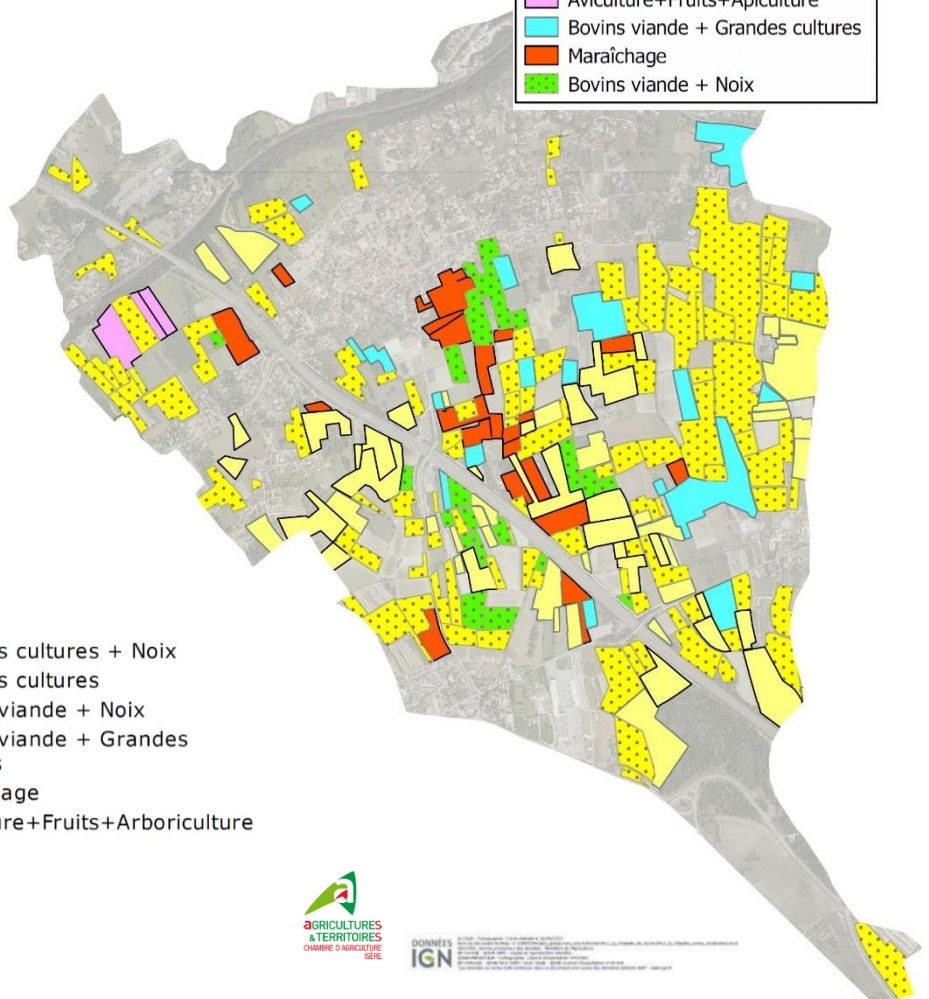 Aviculture+Fruits+Apiculture
Bovins viande + Grandes cultures
Maraîchage
Bovins viande + Noix
s cultures + Noix
s cultures
viande + Noix
viande + Grandes
s
age
re+Fruits+Arboriculture
aGRICULTURES
& TERRITOIRES
CHAMBRE D'AGRICULTURE
ISÈRE
DONNÉES
IGN